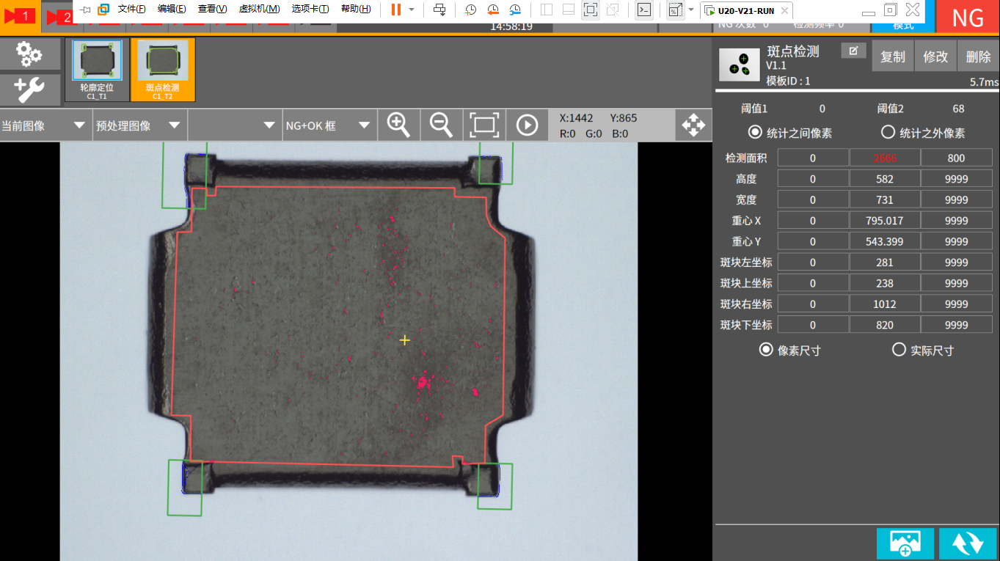 1
2
文件(F) 编辑(E) 查看(V) 虚拟机(M) 选项卡(T) 帮助(H)
U20-V21-RUN
14:58:19
NG 次数 0 检测频率 0
模式
NG
轮廓定位
C1_T1
斑点检测
C1_T2
斑点检测
V1.1
模板ID : 1
复制 修改 删除
5.7ms
当前图像 预处理图像 NG+OK 框
X:1442 Y:865
R:0 G:0 B:0
阈值1 0 阈值2 68
统计之间像素 统计之外像素
检测面积 0 2666 800
高度 0 582 9999
宽度 0 731 9999
重心 X 0 795.017 9999
重心 Y 0 543.399 9999
斑块左坐标 0 281 9999
斑块上坐标 0 238 9999
斑块右坐标 0 1012 9999
斑块下坐标 0 820 9999
像素尺寸 实际尺寸